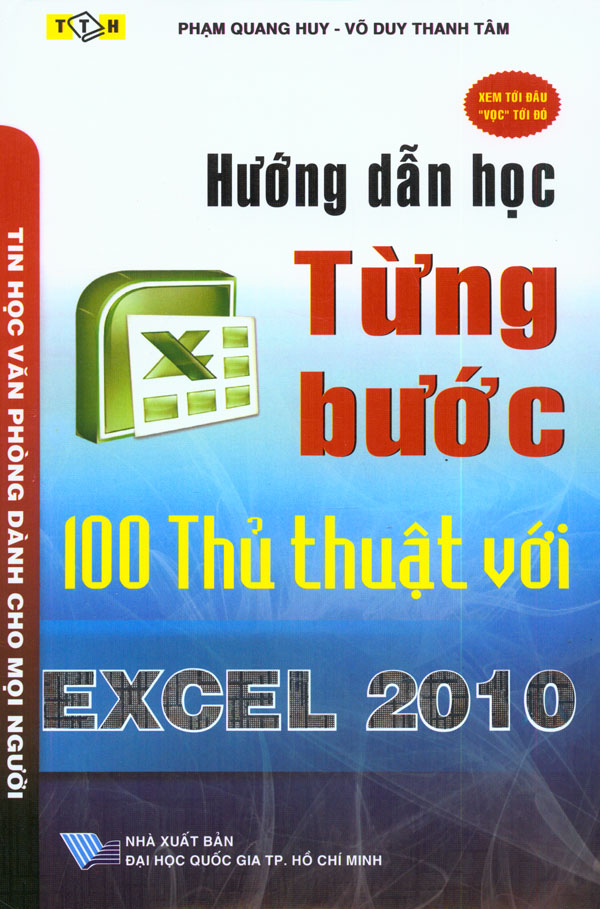 TTH
PHẠM QUANG HUY - VÕ DUY THANH TÂM
XEM TỚI ĐÂU
"VỌC" TỚI ĐÓ
Hướng dẫn học
Từng
bước
100 Thủ thuật với
EXCEL 2010
TIN HỌC VĂN PHÒNG DÀNH CHO MỌI NGƯỜI
NHÀ XUẤT BẢN
ĐẠI HỌC QUỐC GIA TP. HỒ CHÍ MINH